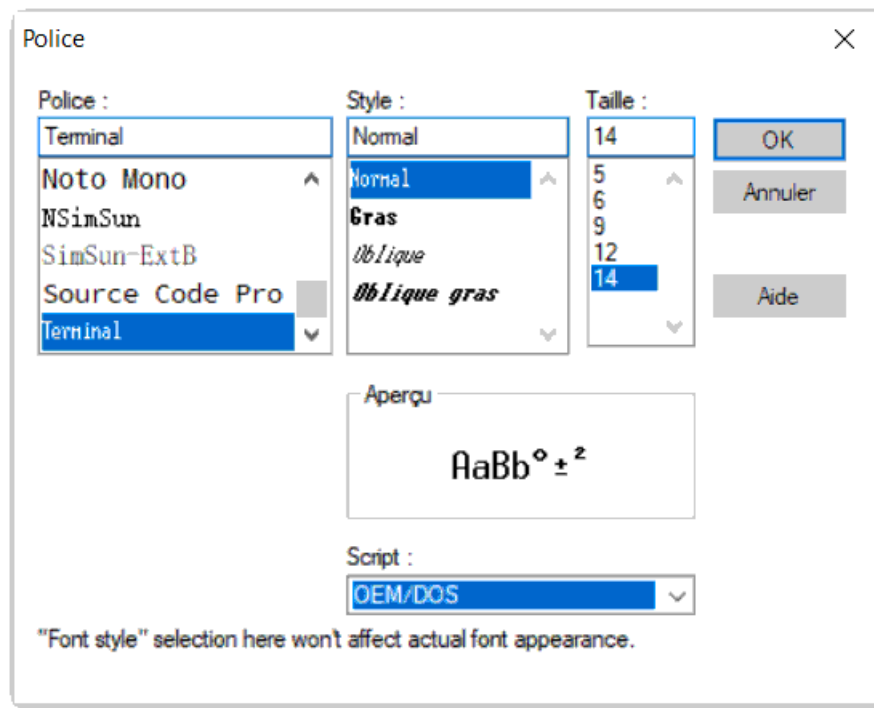 Police
Police :
Terminal
Noto Mono
NSimSun
SimSun-ExtB
Source Code Pro
Terminal
Style :
Normal
Normal
Gras
Oblique
Oblique gras
Taille :
14
5
6
9
12
14
OK
Annuler
Aide
Aperçu
AaBb°±²
Script :
OEM/DOS
"Font style" selection here won't affect actual font appearance.